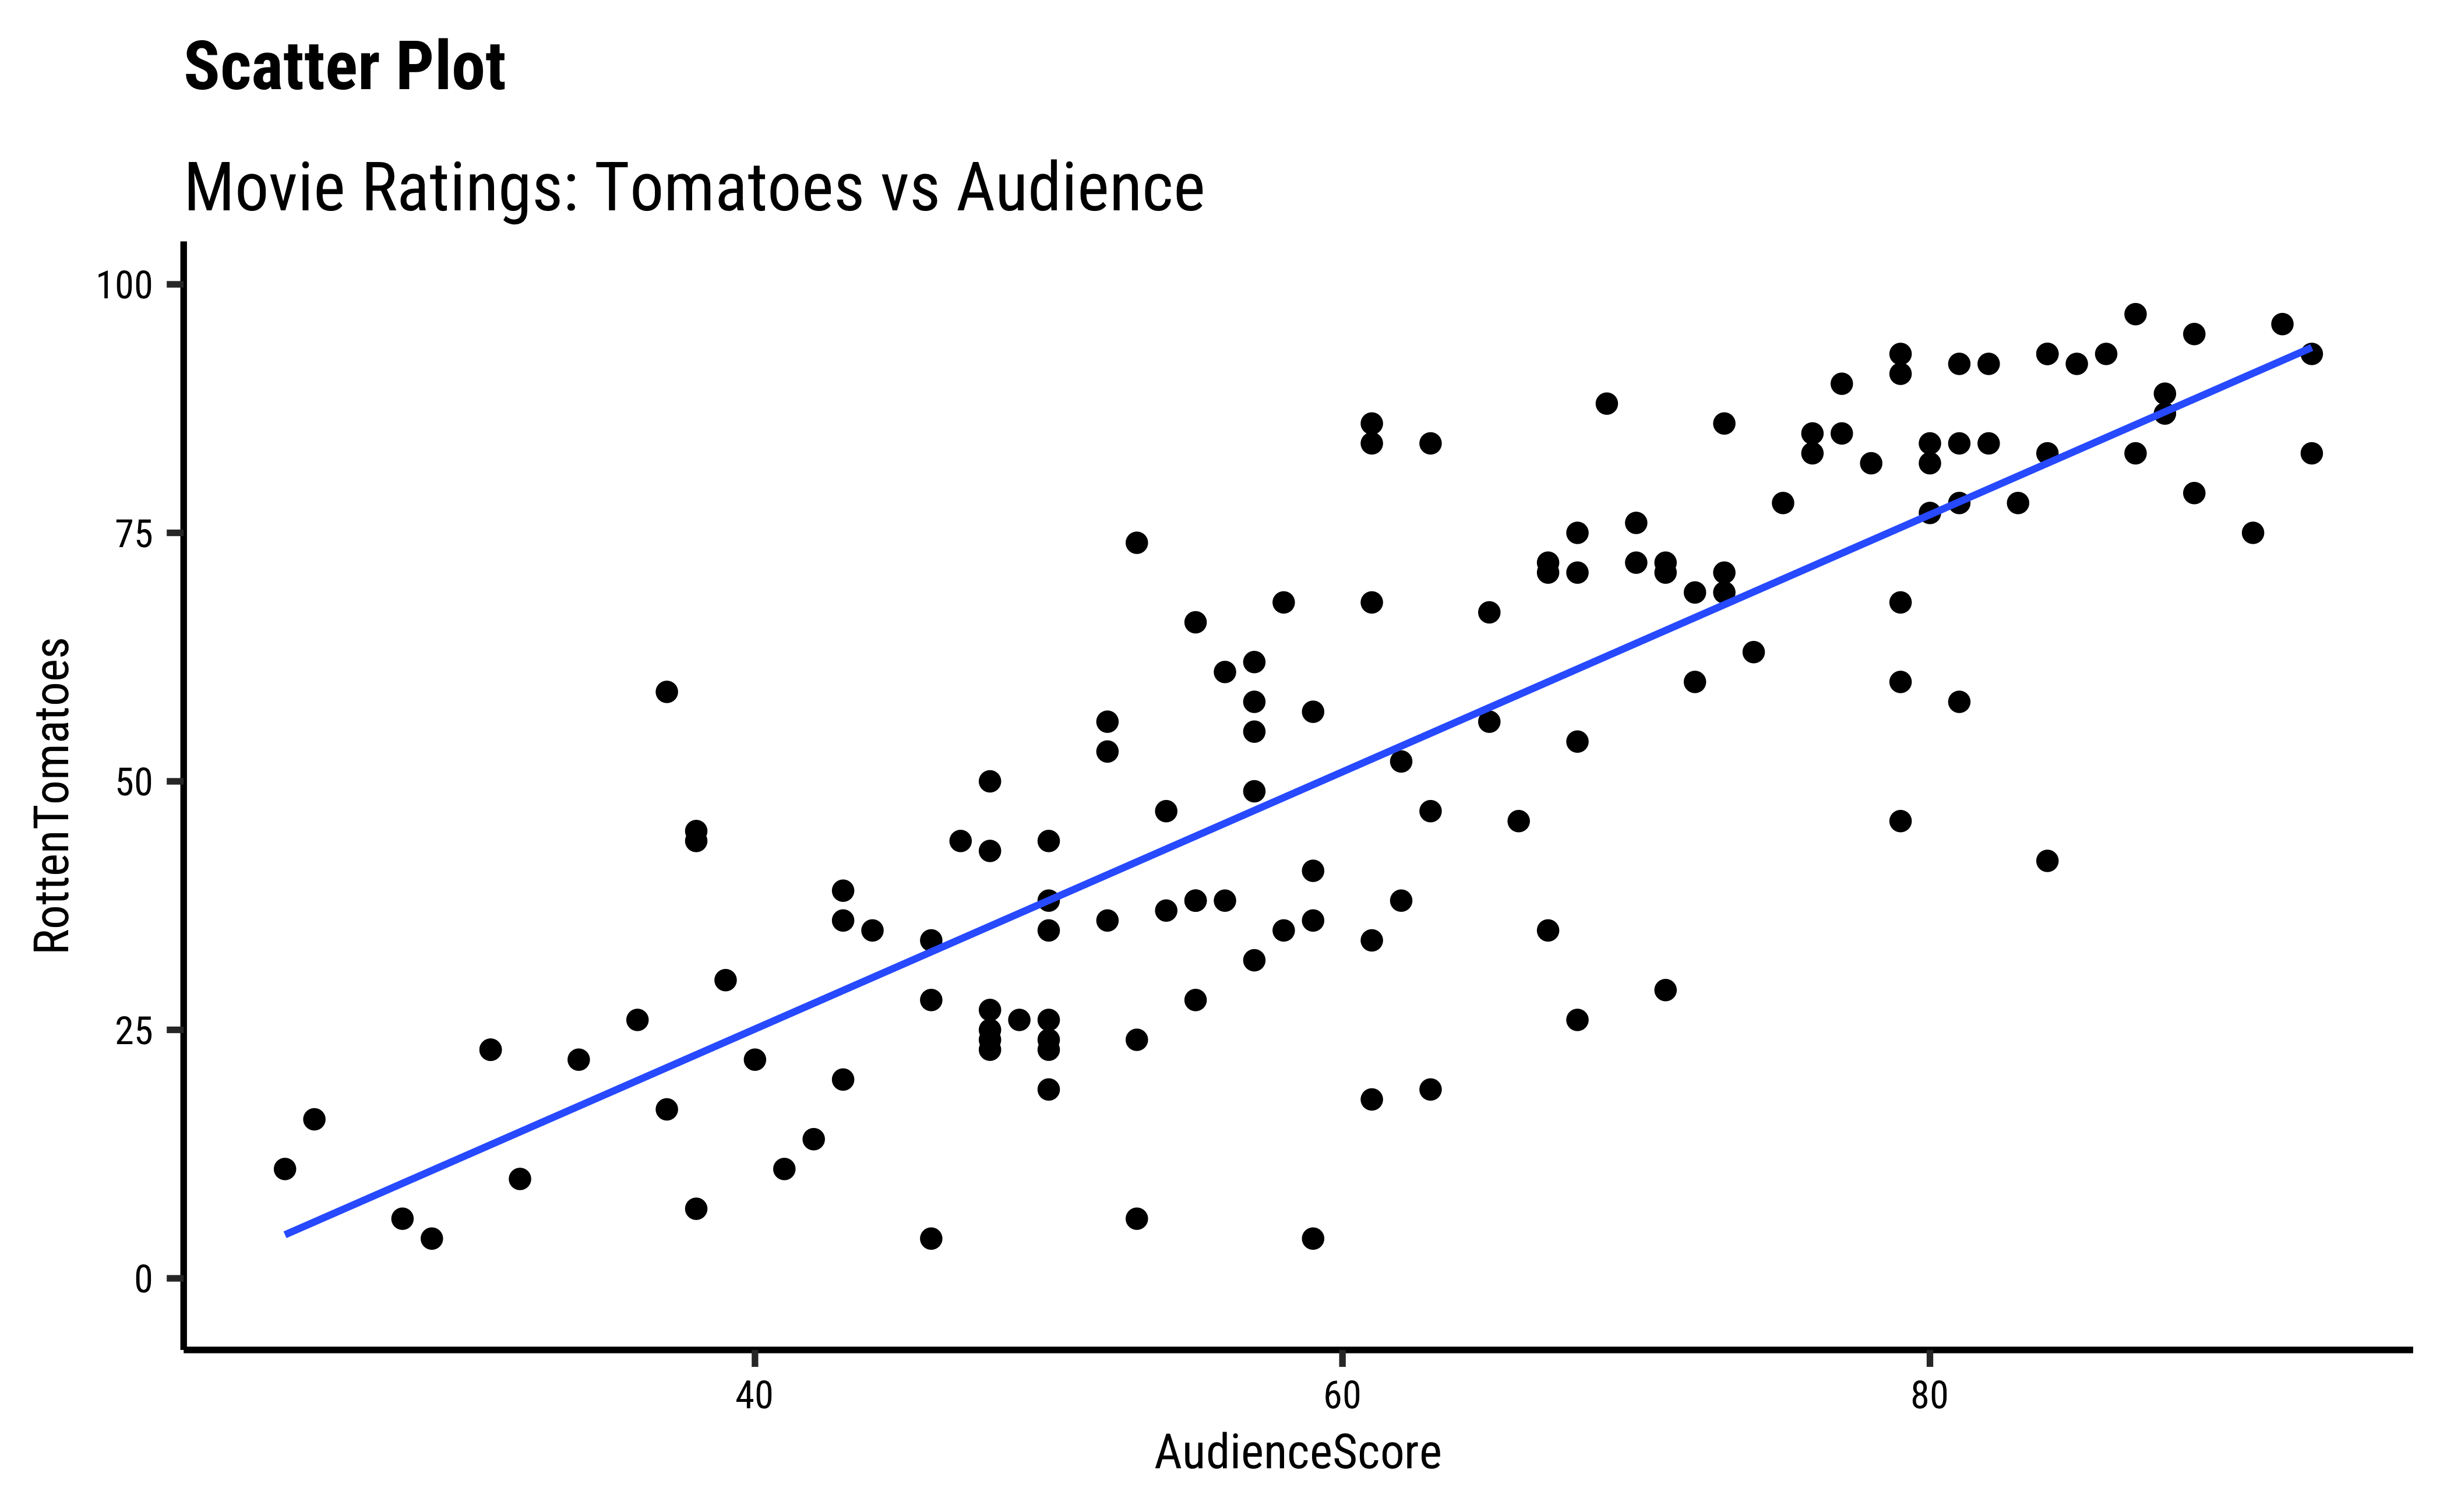 Scatter Plot
Movie Ratings: Tomatoes vs Audience
100
75
50
25
0
RottenTomatoes
40 60 80
AudienceScore